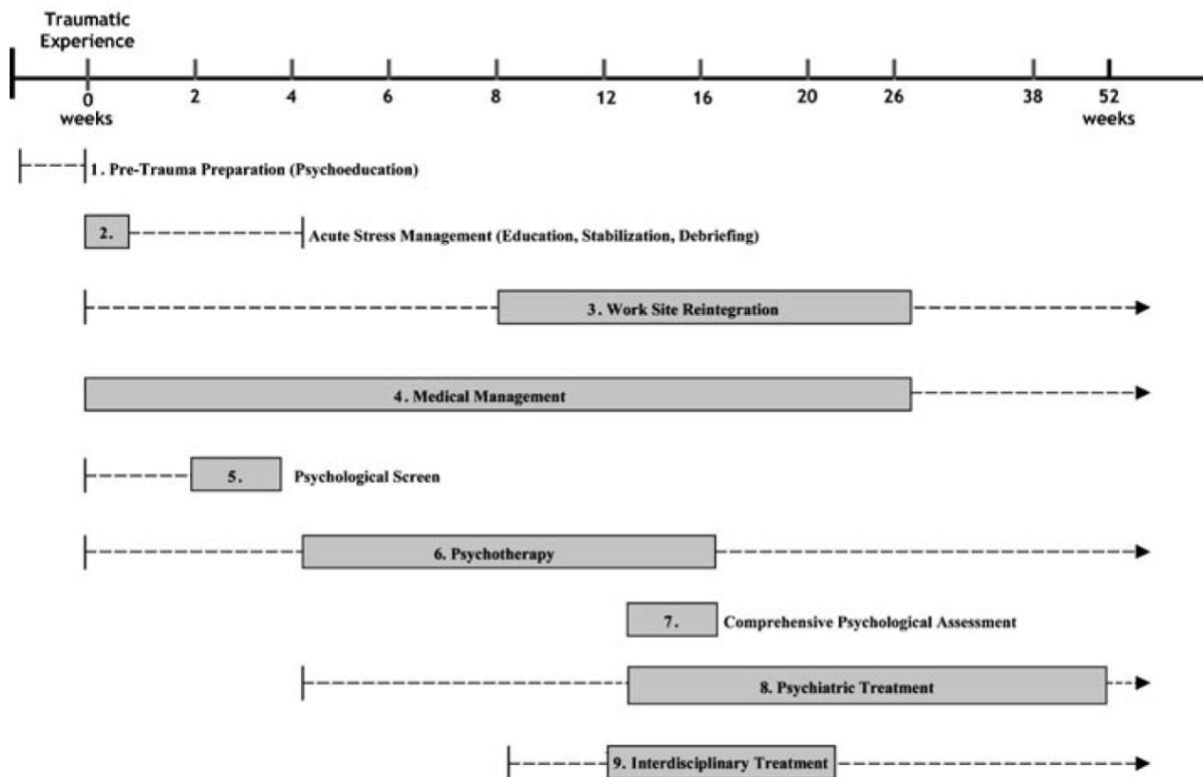 Traumatic
Experience
0 2 4 6 8 12 16 20 26 38 52
weeks weeks
1. Pre-Trauma Preparation (Psychoeducation)
2. Acute Stress Management (Education, Stabilization, Debriefing)
3. Work Site Reintegration
4. Medical Management
5. Psychological Screen
6. Psychotherapy
7. Comprehensive Psychological Assessment
8. Psychiatric Treatment
9. Interdisciplinary Treatment